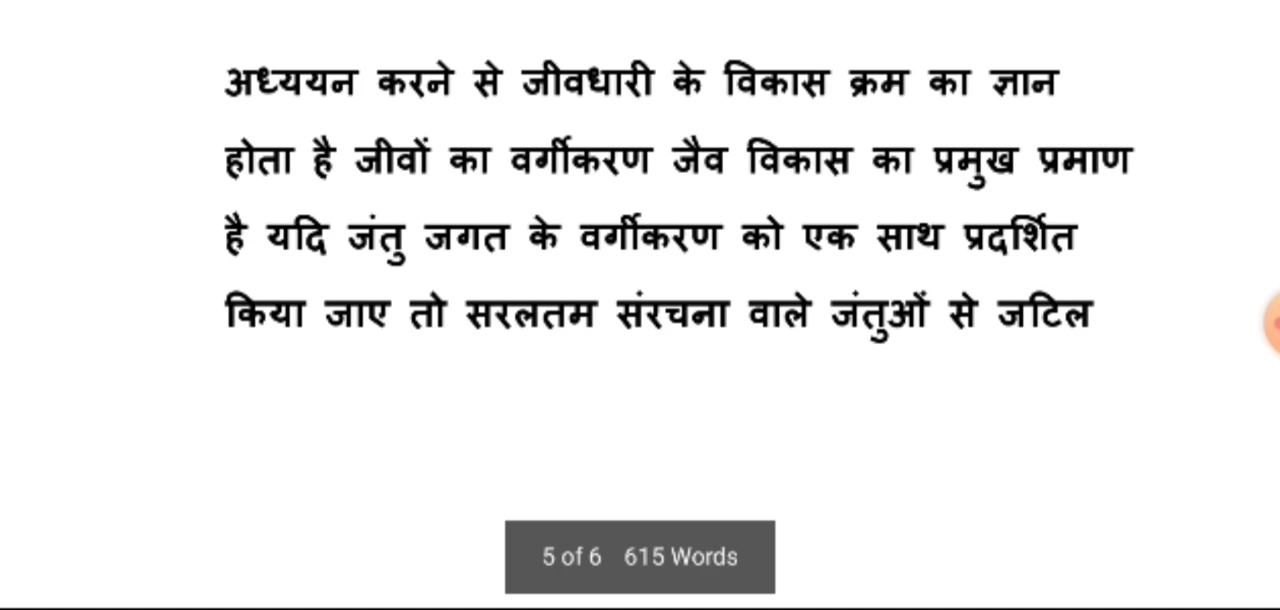 अध्ययन करने से जीवधारी के विकास क्रम का ज्ञान
होता है जीवों का वर्गीकरण जैव विकास का प्रमुख प्रमाण
है यदि जंतु जगत के वर्गीकरण को एक साथ प्रदर्शित
किया जाए तो सरलतम संरचना वाले जंतुओं से जटिल
5 of 6 615 Words